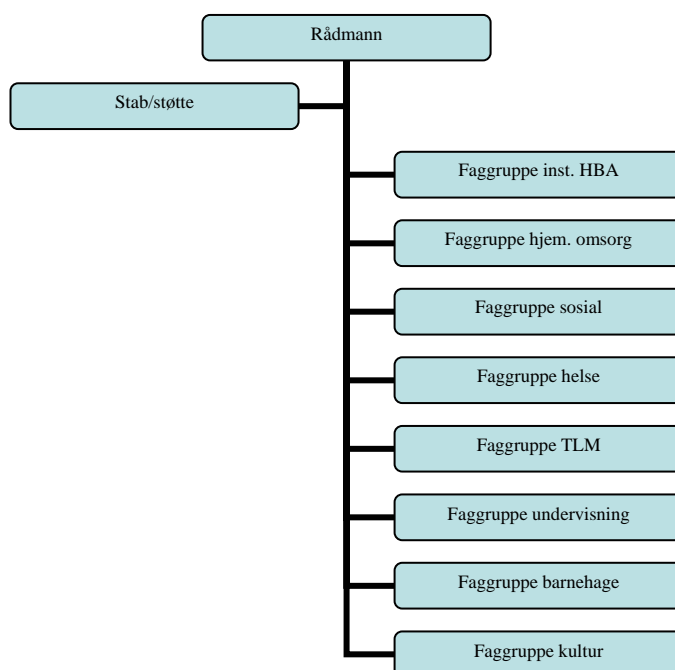 Rådmann
Stab/støtte
Faggruppe inst. HBA
Faggruppe hjem. omsorg
Faggruppe sosial
Faggruppe helse
Faggruppe TLM
Faggruppe undervisning
Faggruppe barnehage
Faggruppe kultur